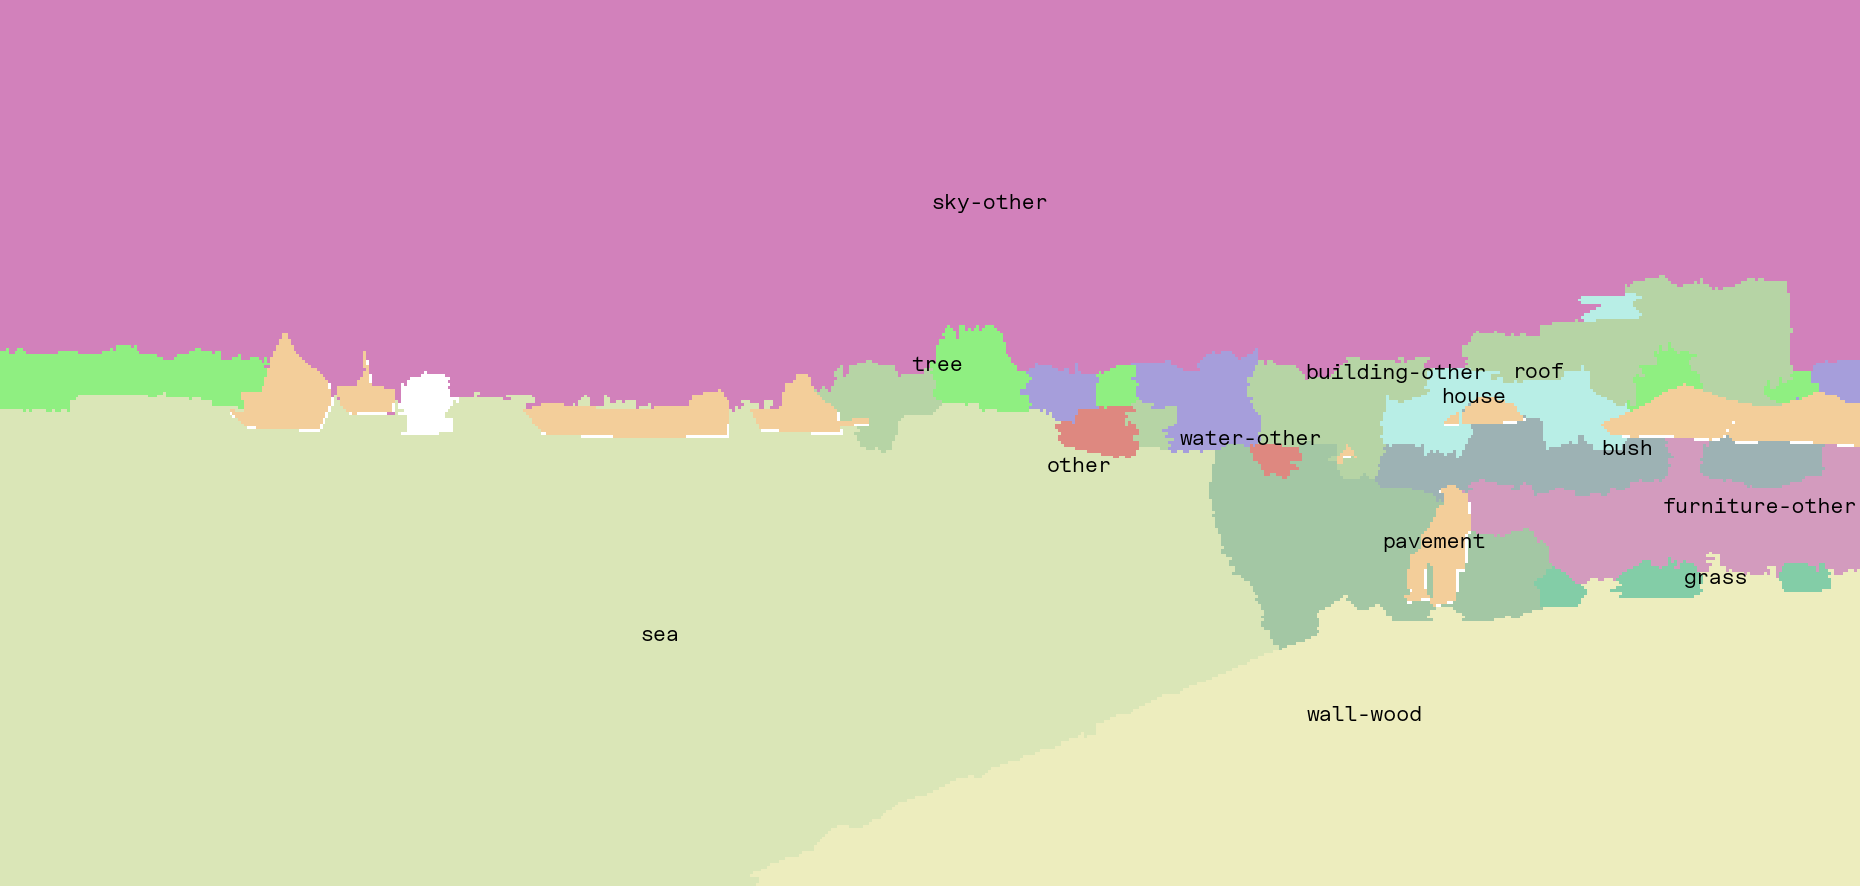 sky-other
tree
building-other
roof
house
water-other
bush
other
furniture-other
pavement
grass
sea
wall-wood